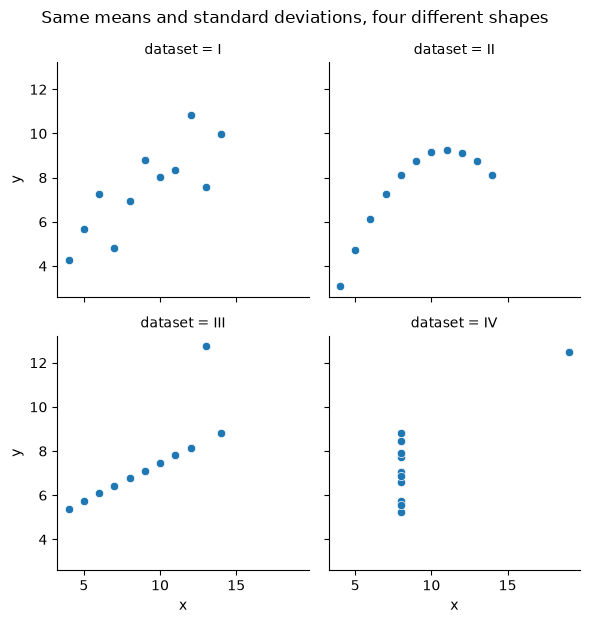 Same means and standard deviations, four different shapes
dataset = I
dataset = II
12
10
8
6
4
y
dataset = III
dataset = IV
12
10
8
6
4
y
5 10 15
5 10 15
x
x